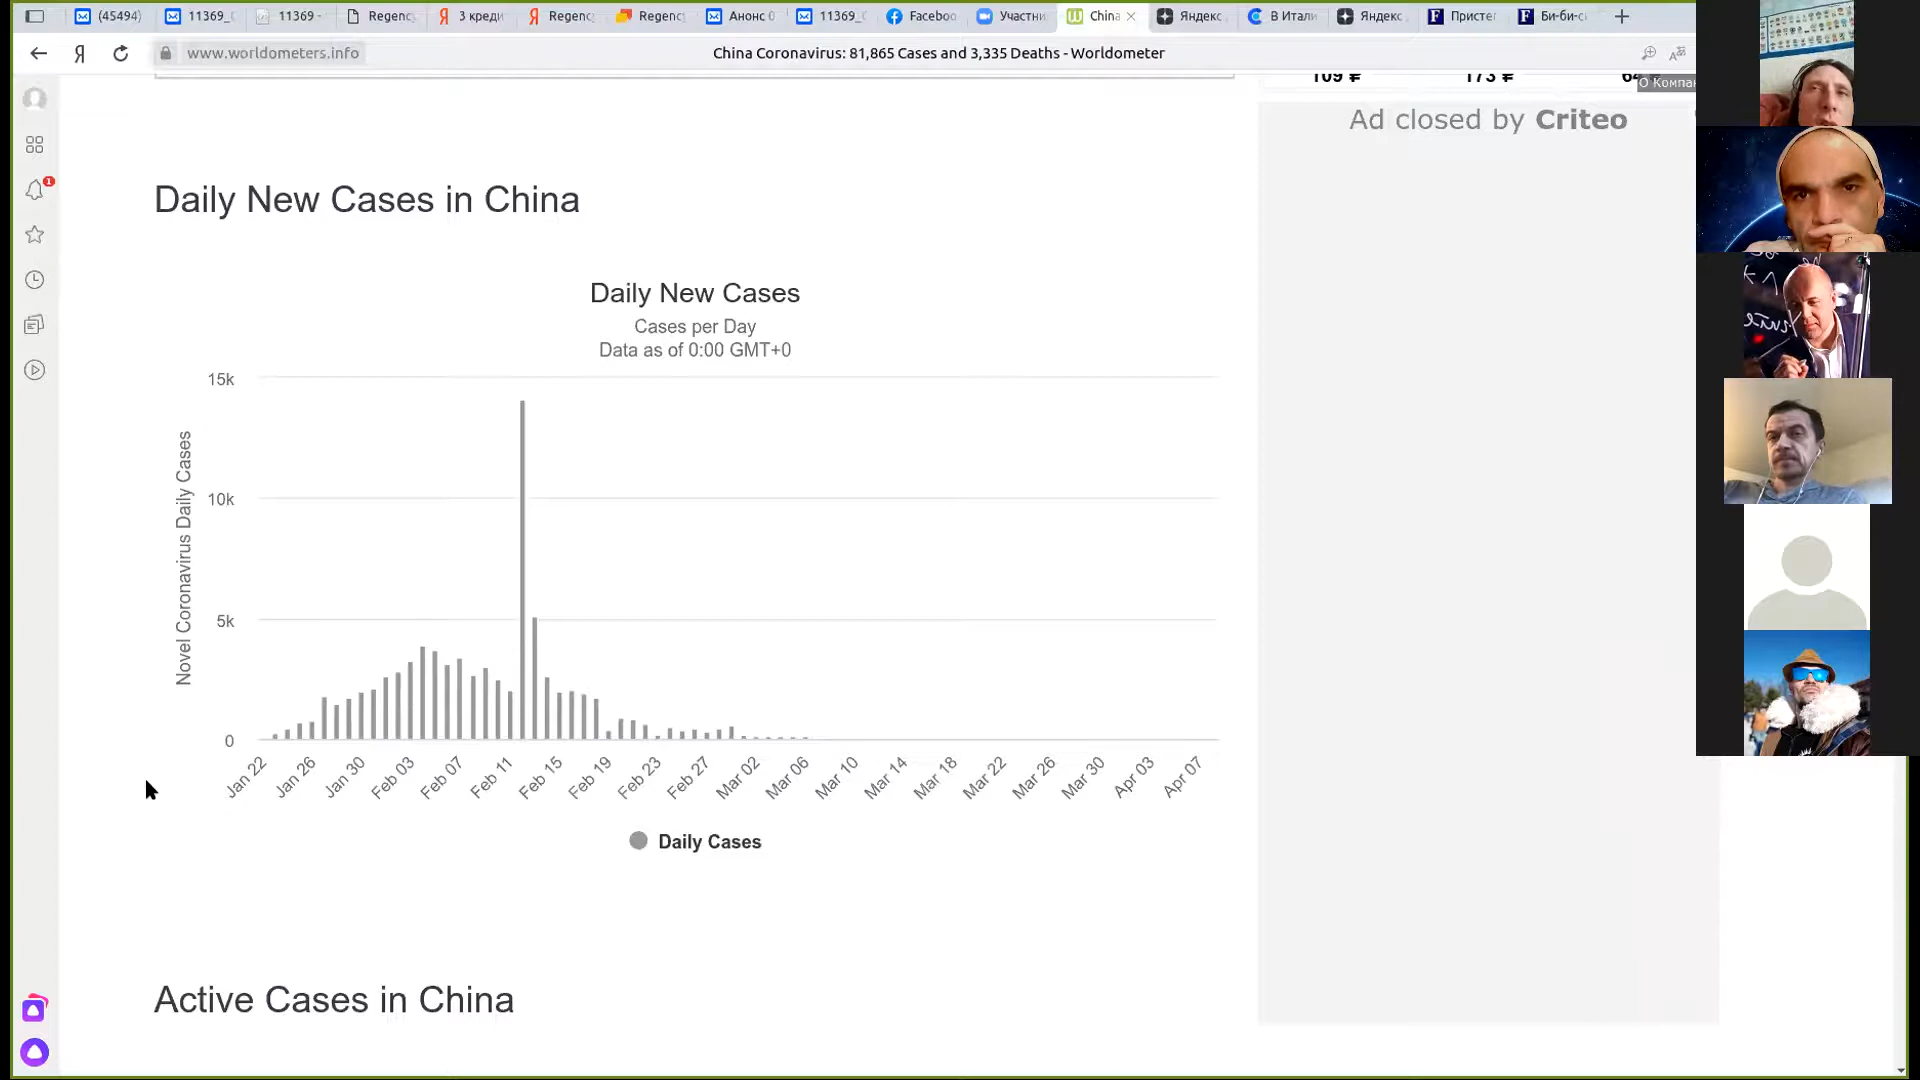 (45494)
11369_
11369 -
Regenc
З креди
Regenc
Regenc
Анонс 0
11369_
Faceboo
Участни
China
Яндекс
В Итали
Яндекс
Присте
Би-би-с
Я
www.worldometers.info
China Coronavirus: 81,865 Cases and 3,335 Deaths - Worldometer
109 ₽
173 ₽
О Компан
1
Ad closed by Criteo
Daily New Cases in China
Daily New Cases
Cases per Day
Data as of 0:00 GMT+0
Novel Coronavirus Daily Cases
15k
10k
5k
0
Jan 22
Jan 26
Jan 30
Feb 03
Feb 07
Feb 11
Feb 15
Feb 19
Feb 23
Feb 27
Mar 02
Mar 06
Mar 10
Mar 14
Mar 18
Mar 22
Mar 26
Mar 30
Apr 03
Apr 07
Daily Cases
Active Cases in China